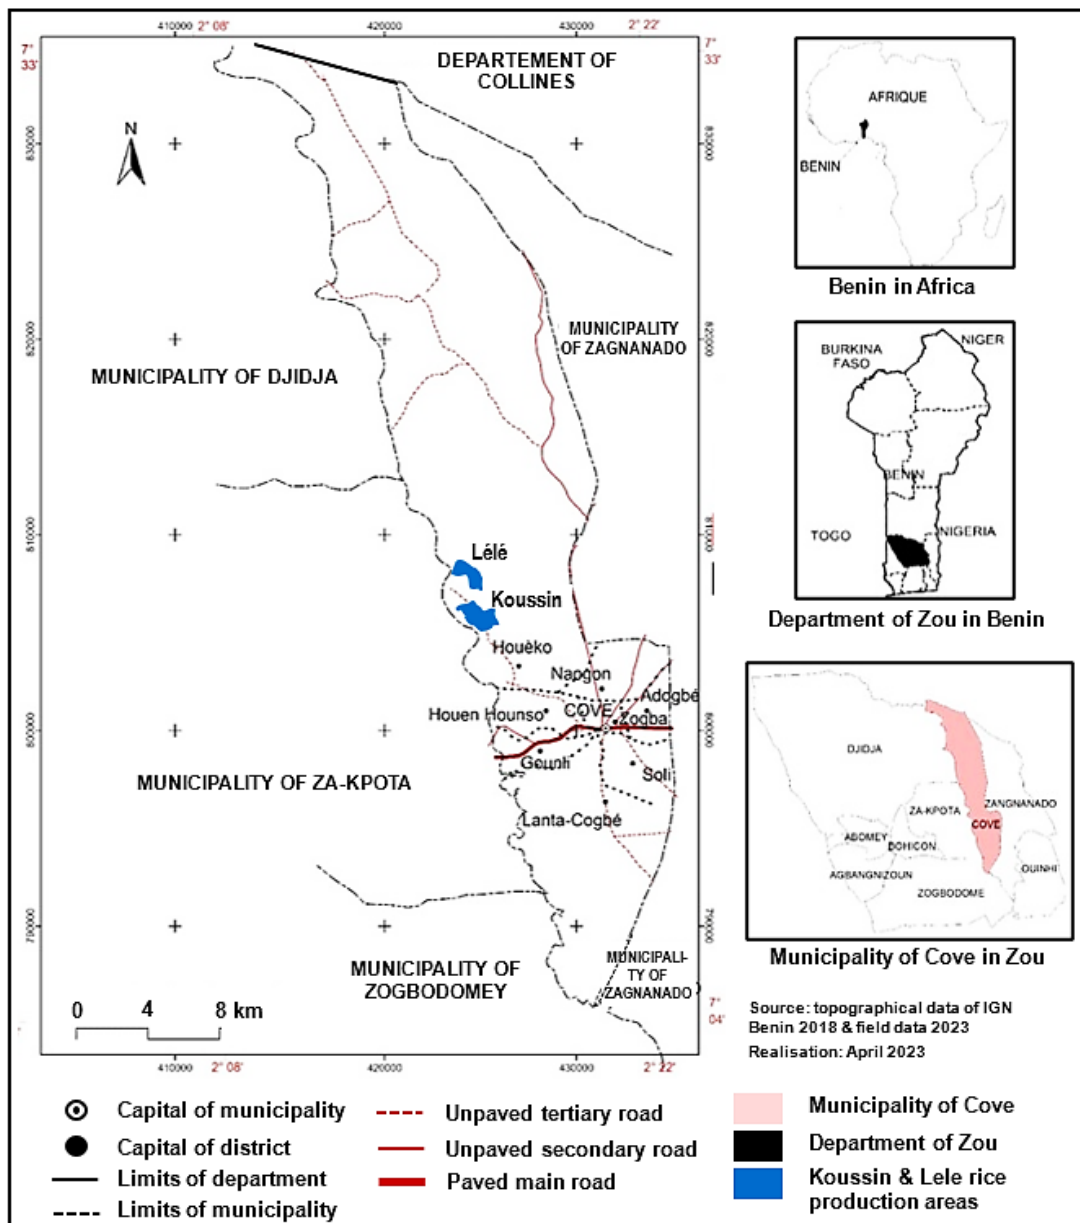 410000 2° 08' 420000 430000 2° 22'
7°
33'
7°
33'
DEPARTEMENT OF
COLLINES
N
830000
830000
MUNICIPALITY
OF ZAGNANADO
820000
820000
MUNICIPALITY OF DJIDJA
810000
810000
Lélé
Koussin
Houèko
Napgon
Adogbé
Houen Hounso
COVE
Zogba
800000
800000
Gounli
Soli
MUNICIPALITY OF ZA-KPOTA
Lanta-Cogbé
790000
790000
MUNICIPALITY OF
ZOGBODOMEY
MUNICIPALI-
TY OF
ZAGNANADO
7°
04'
0 4 8 km
410000 2° 08' 420000 430000 2° 22'
AFRIQUE
BENIN
Benin in Africa
BURKINA
FASO
NIGER
BENIN
TOGO
NIGERIA
Department of Zou in Benin
DJIDJA
ZA-KPOTA
ZANGNANADO
COVE
ABOMEY
BOHICON
OUINHI
AGBANGNIZOUN
ZOGBODOME
Municipality of Cove in Zou
Source: topographical data of IGN
Benin 2018 & field data 2023
Realisation: April 2023
Capital of municipality
Capital of district
Limits of department
Limits of municipality
Unpaved tertiary road
Unpaved secondary road
Paved main road
Municipality of Cove
Department of Zou
Koussin & Lele rice
production areas